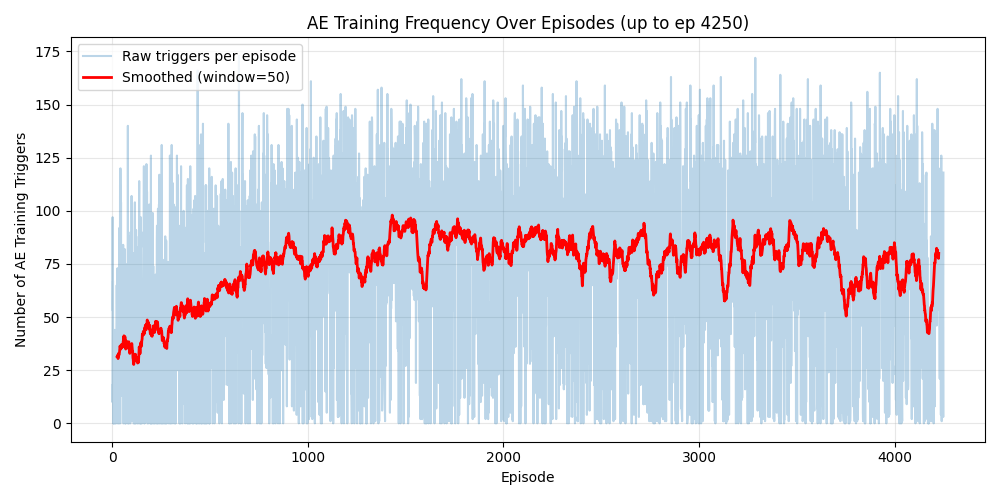 AE Training Frequency Over Episodes (up to ep 4250)
Raw triggers per episode
Smoothed (window=50)
Number of AE Training Triggers
175
150
125
100
75
50
25
0
0 1000 2000 3000 4000
Episode